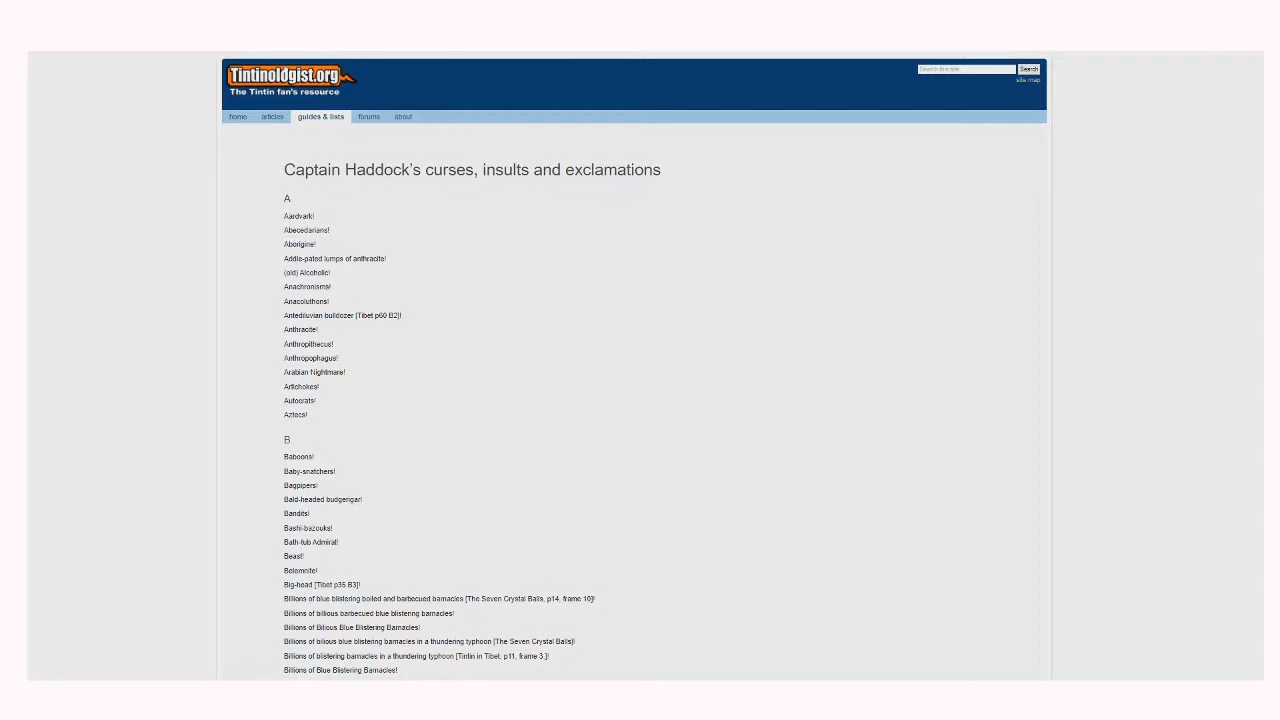 Tintinologist.org
The Tintin fan's resource
Search this site
Search
site map
home articles guides & lists forums about
Captain Haddock's curses, insults and exclamations
A
Aardvark!
Abecedarians!
Aborigine!
Addle-pated lumps of anthracite!
(old) Alcoholic!
Anachronisms!
Anacoluthons!
Antediluvian bulldozer [Tibet p60 B2]!
Anthracite!
Anthropithecus!
Anthropophagus!
Arabian Nightmare!
Artichokes!
Autocrats!
Aztecs!
B
Baboons!
Baby-snatchers!
Bagpipers!
Bald-headed budgerigar!
Bandits!
Bashi-bazouks!
Bath-tub Admiral!
Beast!
Belemnite!
Big-head [Tibet p35 B3]!
Billions of blue blistering boiled and barbecued barnacles [The Seven Crystal Balls, p14, frame 10]!
Billions of billious barbecued blue blistering barnacles!
Billions of Bilious Blue Blistering Barnacles!
Billions of bilious blue blistering barnacles in a thundering typhoon [The Seven Crystal Balls]!
Billions of blistering barnacles in a thundering typhoon [Tintin in Tibet, p11, frame 3.]!
Billions of Blue Blistering Barnacles!